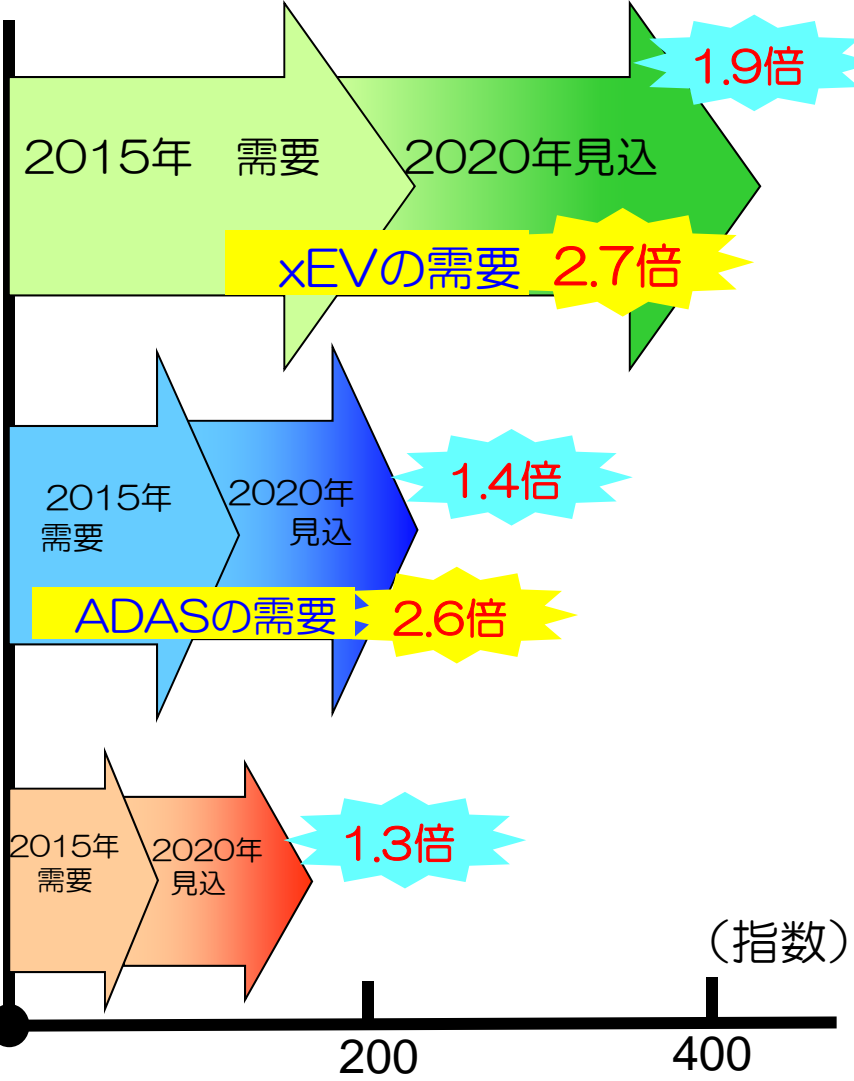 1.9倍
2015年　需要
2020年見込
xEVの需要
2.7倍
2015年
需要
2020年
見込
1.4倍
ADASの需要
2.6倍
2015年
需要
2020年
見込
1.3倍
（指数）
200
400